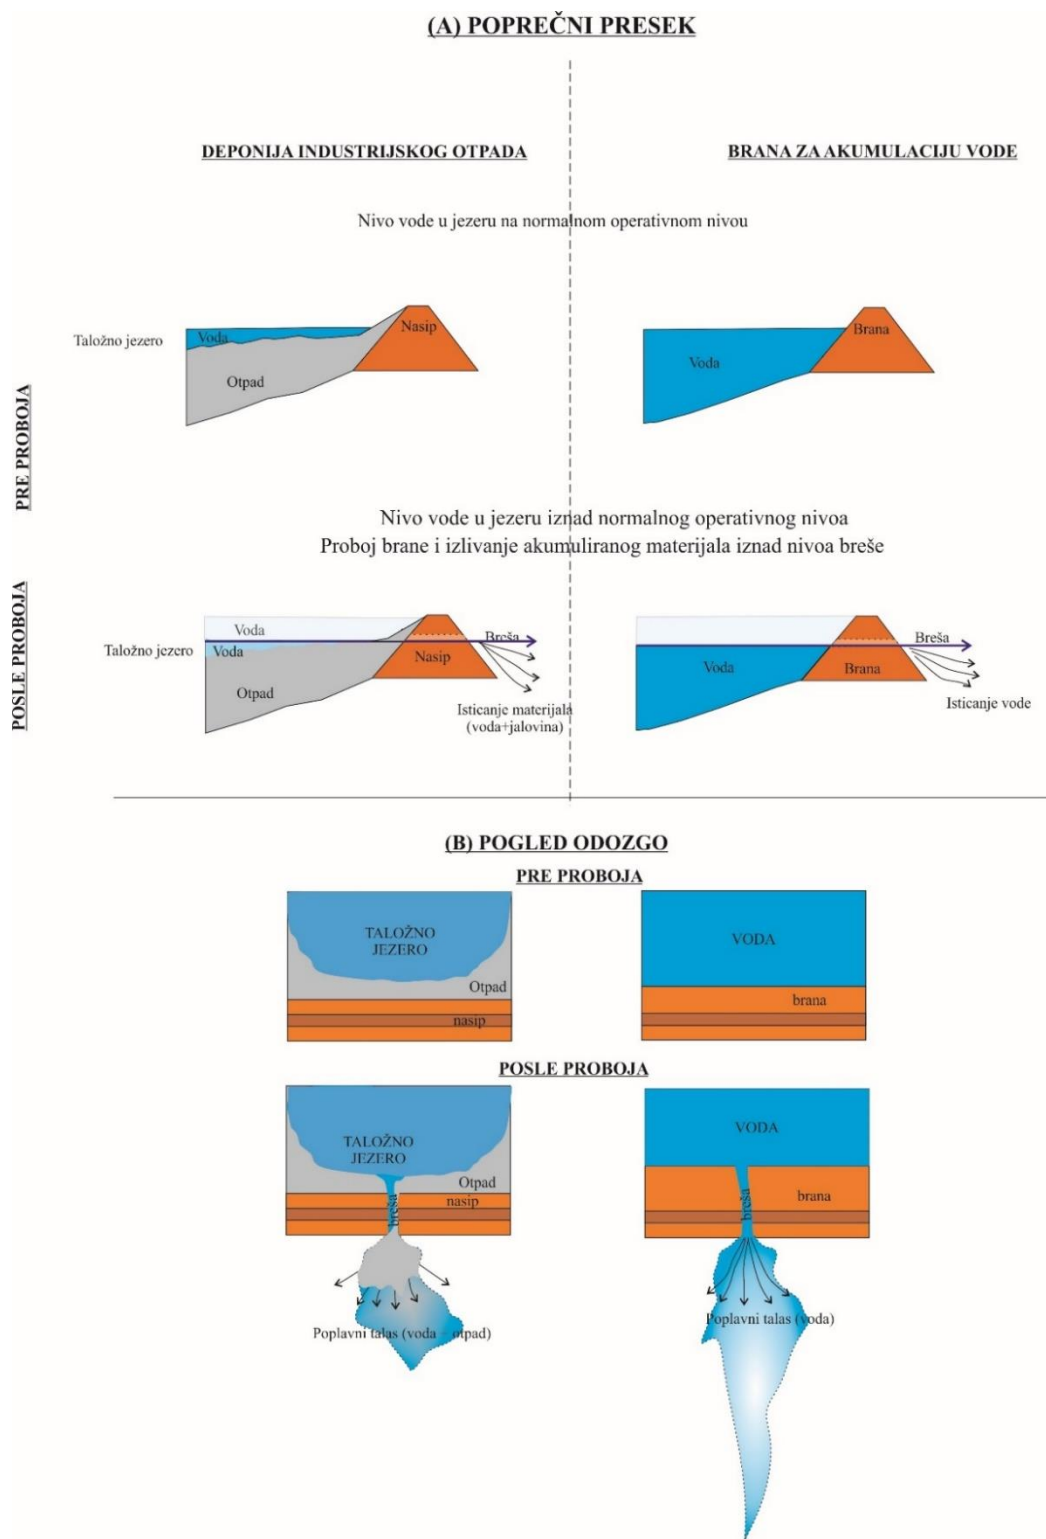 (A) POPREČNI PRESEK
DEPONIJA INDUSTRIJSKOG OTPADA
BRANA ZA AKUMULACIJU VODE
Nivo vode u jezeru na normalnom operativnom nivou
PRE PROBOJA
Taložno jezero
Voda
Otpad
Nasip
Voda
Brana
Nivo vode u jezeru iznad normalnog operativnog nivoa
Proboj brane i izlivanje akumuliranog materijala iznad nivoa breše
POSLE PROBOJA
Taložno jezero
Voda
Voda
Otpad
Nasip
Breša
Isticanje materijala
(voda+jalovina)
Voda
Brana
Breša
Isticanje vode
(B) POGLED ODOZGO
PRE PROBOJA
TALOŽNO
JEZERO
Otpad
nasip
VODA
brana
POSLE PROBOJA
TALOŽNO
JEZERO
Otpad
nasip
breša
Poplavni talas (voda + otpad)
VODA
brana
breša
Poplavni talas (voda)